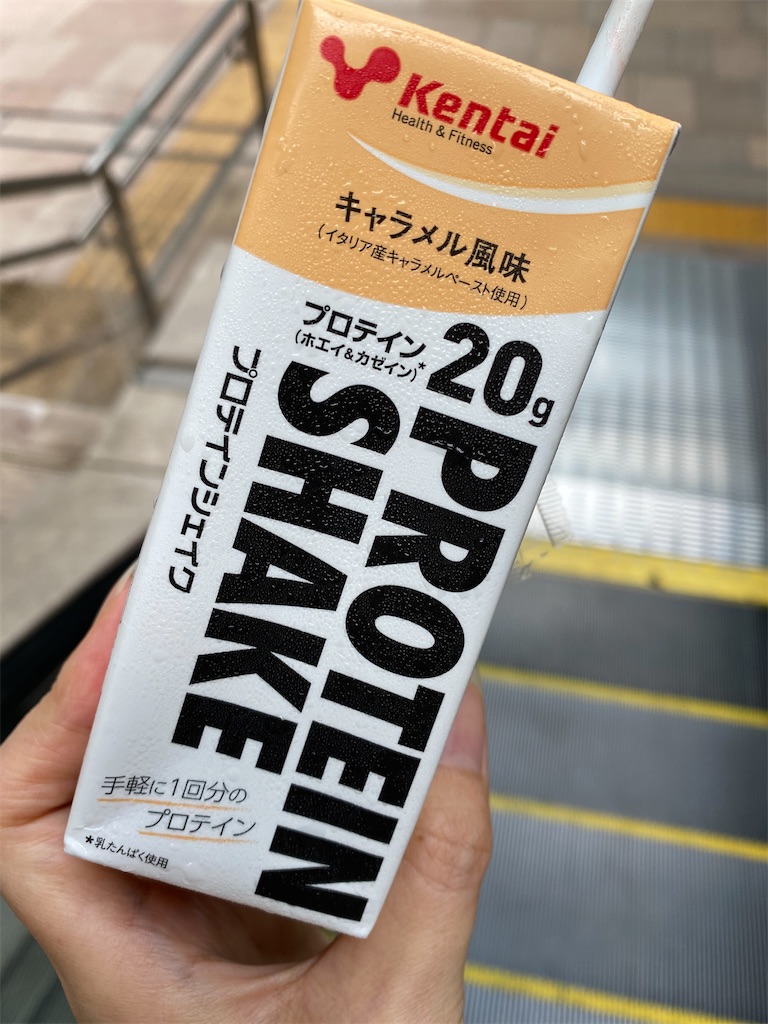 Kentai
Health & Fitness
キャラメル風味
(イタリア産キャラメルペースト使用)
プロテイン
(ホエイ&カゼイン)*
20g
PROTEIN
SHAKE
プロテインシェイク
手軽に1回分の
プロテイン
*乳たんぱく使用